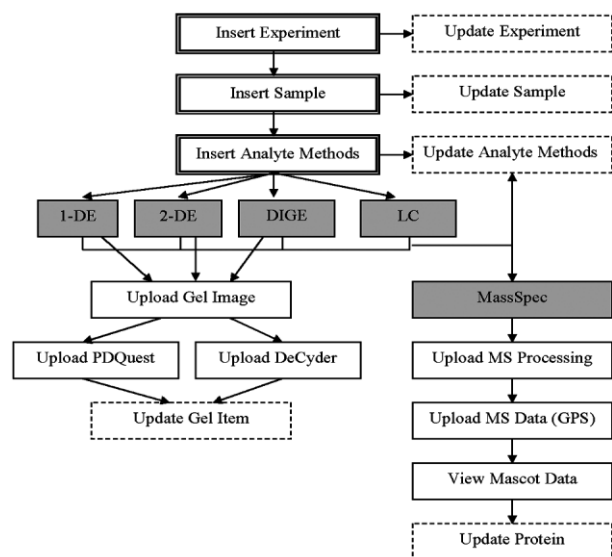 Insert Experiment
Update Experiment
Insert Sample
Update Sample
Insert Analyte Methods
Update Analyte Methods
1-DE
2-DE
DIGE
LC
Upload Gel Image
MassSpec
Upload PDQuest
Upload DeCyder
Upload MS Processing
Update Gel Item
Upload MS Data (GPS)
View Mascot Data
Update Protein